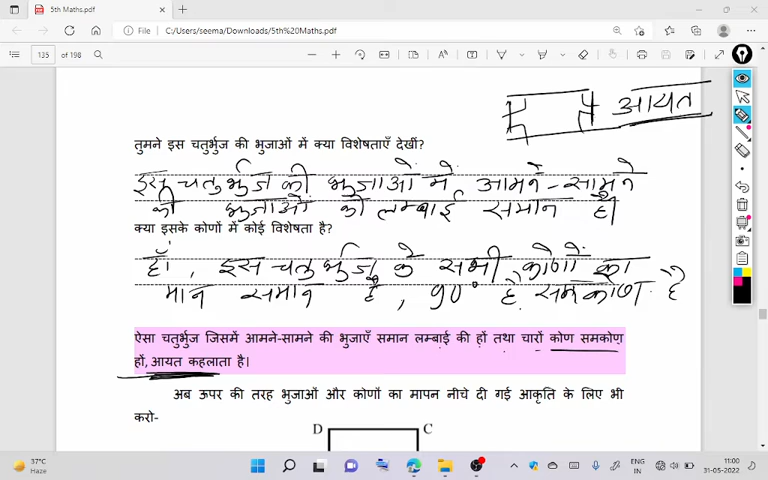 5th Maths.pdf
File C:/Users/seema/Downloads/5th%20Maths.pdf
135 of 198
आयत
तुमने इस चतुर्भुज की भुजाओं में क्या विशेषताएँ देखीं?
इस चतुर्भुज की भुजाओं में आमने-सामने
की भुजाओं की लम्बाई समान है।
क्या इसके कोणों में कोई विशेषता है?
हाँ, इस चतुर्भुज के सभी कोणों का
मान समान है, 90° है समकोण है
ऐसा चतुर्भुज जिसमें आमने-सामने की भुजाएँ समान लम्बाई की हों तथा चारों कोण समकोण
हों, आयत कहलाता है।
अब ऊपर की तरह भुजाओं और कोणों का मापन नीचे दी गई आकृति के लिए भी
करो-
D C
37°C
Haze
ENG
IN
11:00
31-05-2022